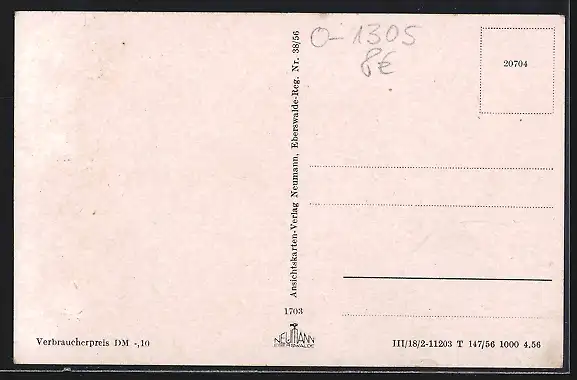 O-1305
8€
20704
Ansichtskarten-Verlag Neumann, Eberswalde-Reg. Nr. 38/56
1703
NEUMANN
EBERSWALDE
Verbraucherpreis DM -,10
III/18/2-11203 T 147/56 1000 4.56